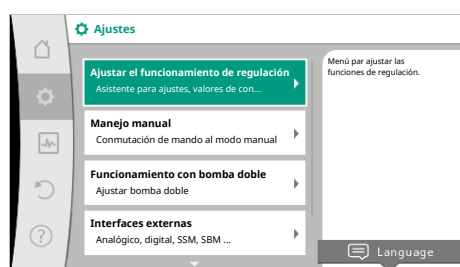 Ajustes
Ajustar el funcionamiento de regulación
Asistente para ajustes, valores de con...
Manejo manual
Conmutación de mando al modo manual
Funcionamiento con bomba doble
Ajustar bomba doble
Interfaces externas
Analógico, digital, SSM, SBM ...
Menú par ajustar las
funciones de regulación.
Language